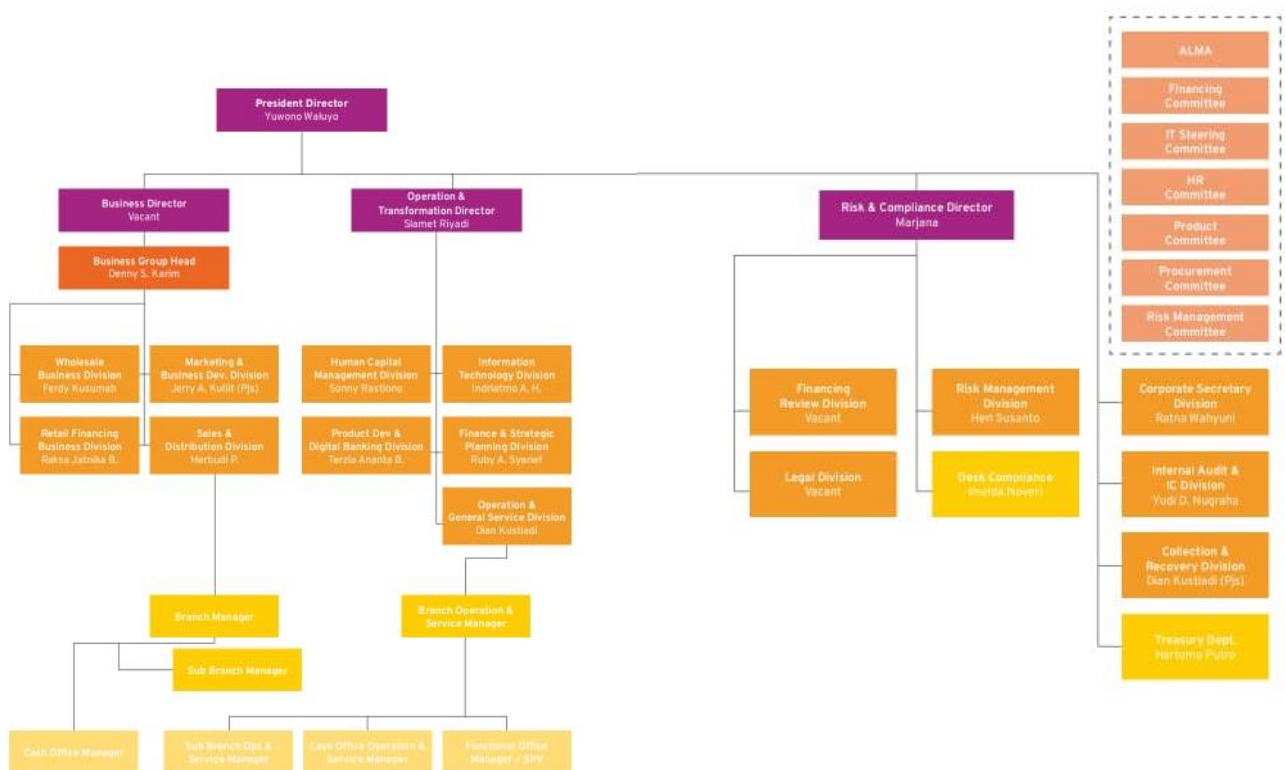 ALMA
Financing
Committee
IT Steering
Committee
HR
Committee
Product
Committee
Procurement
Committee
Risk Management
Committee
President Director
Yuwono Waluyo
Business Director
Vacant
Operation &
Transformation Director
Slamet Riyadi
Risk & Compliance Director
Marjana
Business Group Head
Denny S. Karim
Wholesale
Business Division
Ferdy Kusumah
Marketing &
Business Dev. Division
Jerry A. Kullit (Pjs)
Retail Financing
Business Division
Raksa Jatnika B.
Sales &
Distribution Division
Herbudi P.
Human Capital
Management Division
Sonny Rastiono
Information
Technology Division
Indriatmo A. H.
Product Dev &
Digital Banking Division
Terzia Ananta B.
Finance & Strategic
Planning Division
Ruby A. Syarief
Operation &
General Service Division
Dian Kustiadi
Financing
Review Division
Vacant
Risk Management
Division
Heri Susanto
Legal Division
Vacant
Desk Compliance
Imelda Noveri
Corporate Secretary
Division
Ratna Wahyuni
Internal Audit &
IC Division
Yudi D. Nugraha
Collection &
Recovery Division
Dian Kustiadi (Pjs)
Treasury Dept.
Hartomo Putro
Branch Manager
Sub Branch Manager
Branch Operation &
Service Manager
Cash Office Manager
Sub Branch Ops &
Service Manager
Cash Office Operation &
Service Manager
Functional Office
Manager / SPV